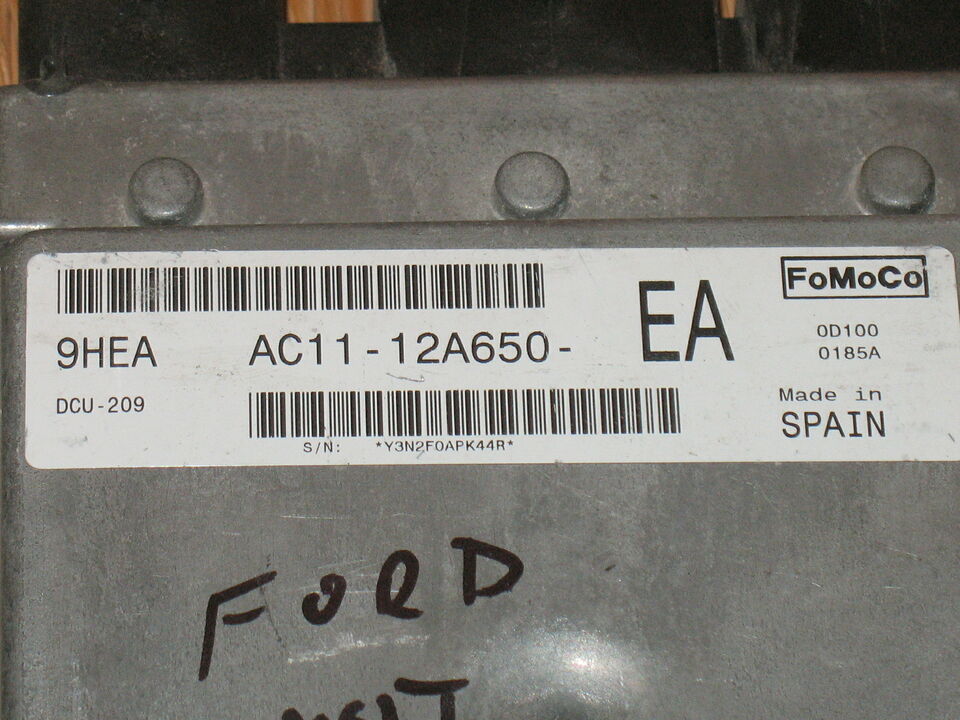 FoMoCo
9HEA AC11-12A650- EA
0D100
0185A
DCU-209
Made in
SPAIN
S/N: *Y3N2F0APK44R*
FORD